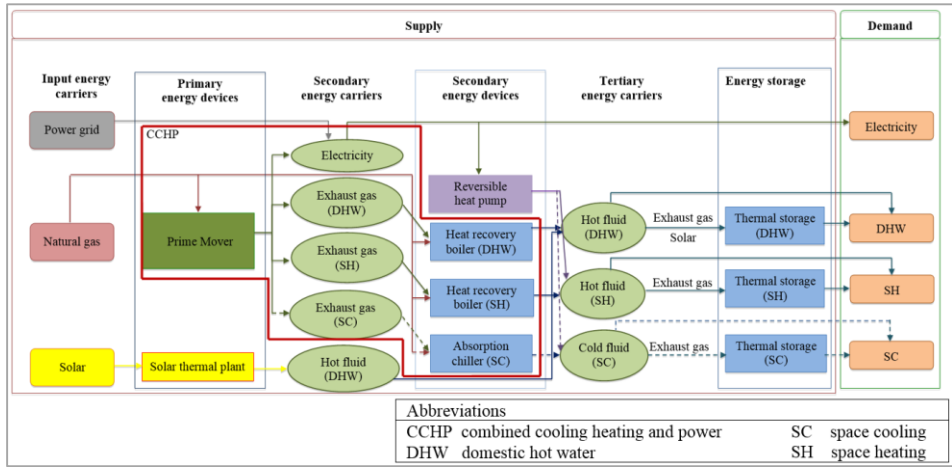 Supply
Demand
Input energy
carriers
Primary
energy devices
Secondary
energy carriers
Secondary
energy devices
Tertiary
energy carriers
Energy storage
Power grid
CCHP
Electricity
Electricity
Exhaust gas
(DHW)
Reversible
heat pump
Natural gas
Prime Mover
Heat recovery
boiler (DHW)
Hot fluid
(DHW)
Exhaust gas
Solar
Thermal storage
(DHW)
DHW
Exhaust gas
(SH)
Heat recovery
boiler (SH)
Hot fluid
(SH)
Exhaust gas
Thermal storage
(SH)
SH
Exhaust gas
(SC)
Absorption
chiller (SC)
Cold fluid
(SC)
Exhaust gas
Thermal storage
(SC)
SC
Solar
Solar thermal plant
Hot fluid
(DHW)
Abbreviations
CCHP combined cooling heating and power SC space cooling
DHW domestic hot water SH space heating